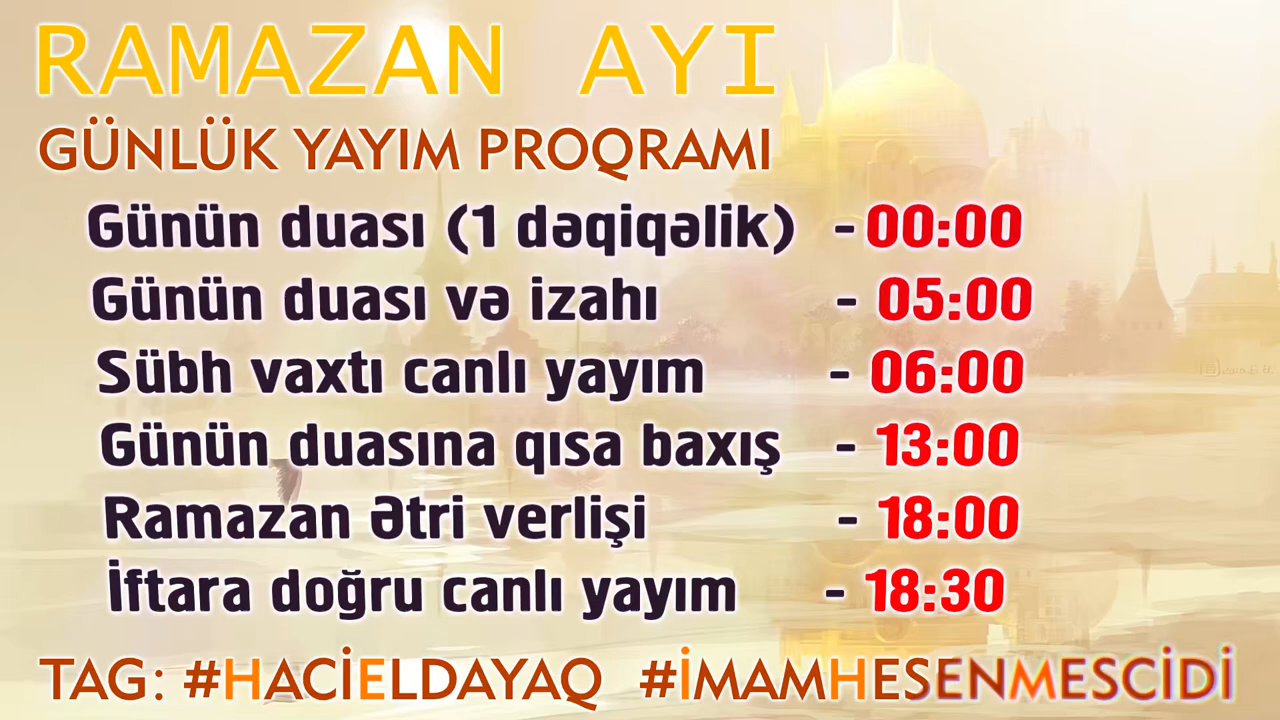 RAMAZAN AYI
GÜNLÜK YAYIM PROQRAMI
Günün duası (1 dəqiqəlik) - 00:00
Günün duası və izahı - 05:00
Sübh vaxtı canlı yayım - 06:00
Günün duasına qısa baxış - 13:00
Ramazan Ətri verlişi - 18:00
İftara doğru canlı yayım - 18:30
TAG: #HACİELDAYAQ #İMAMHESENMESCİDİ